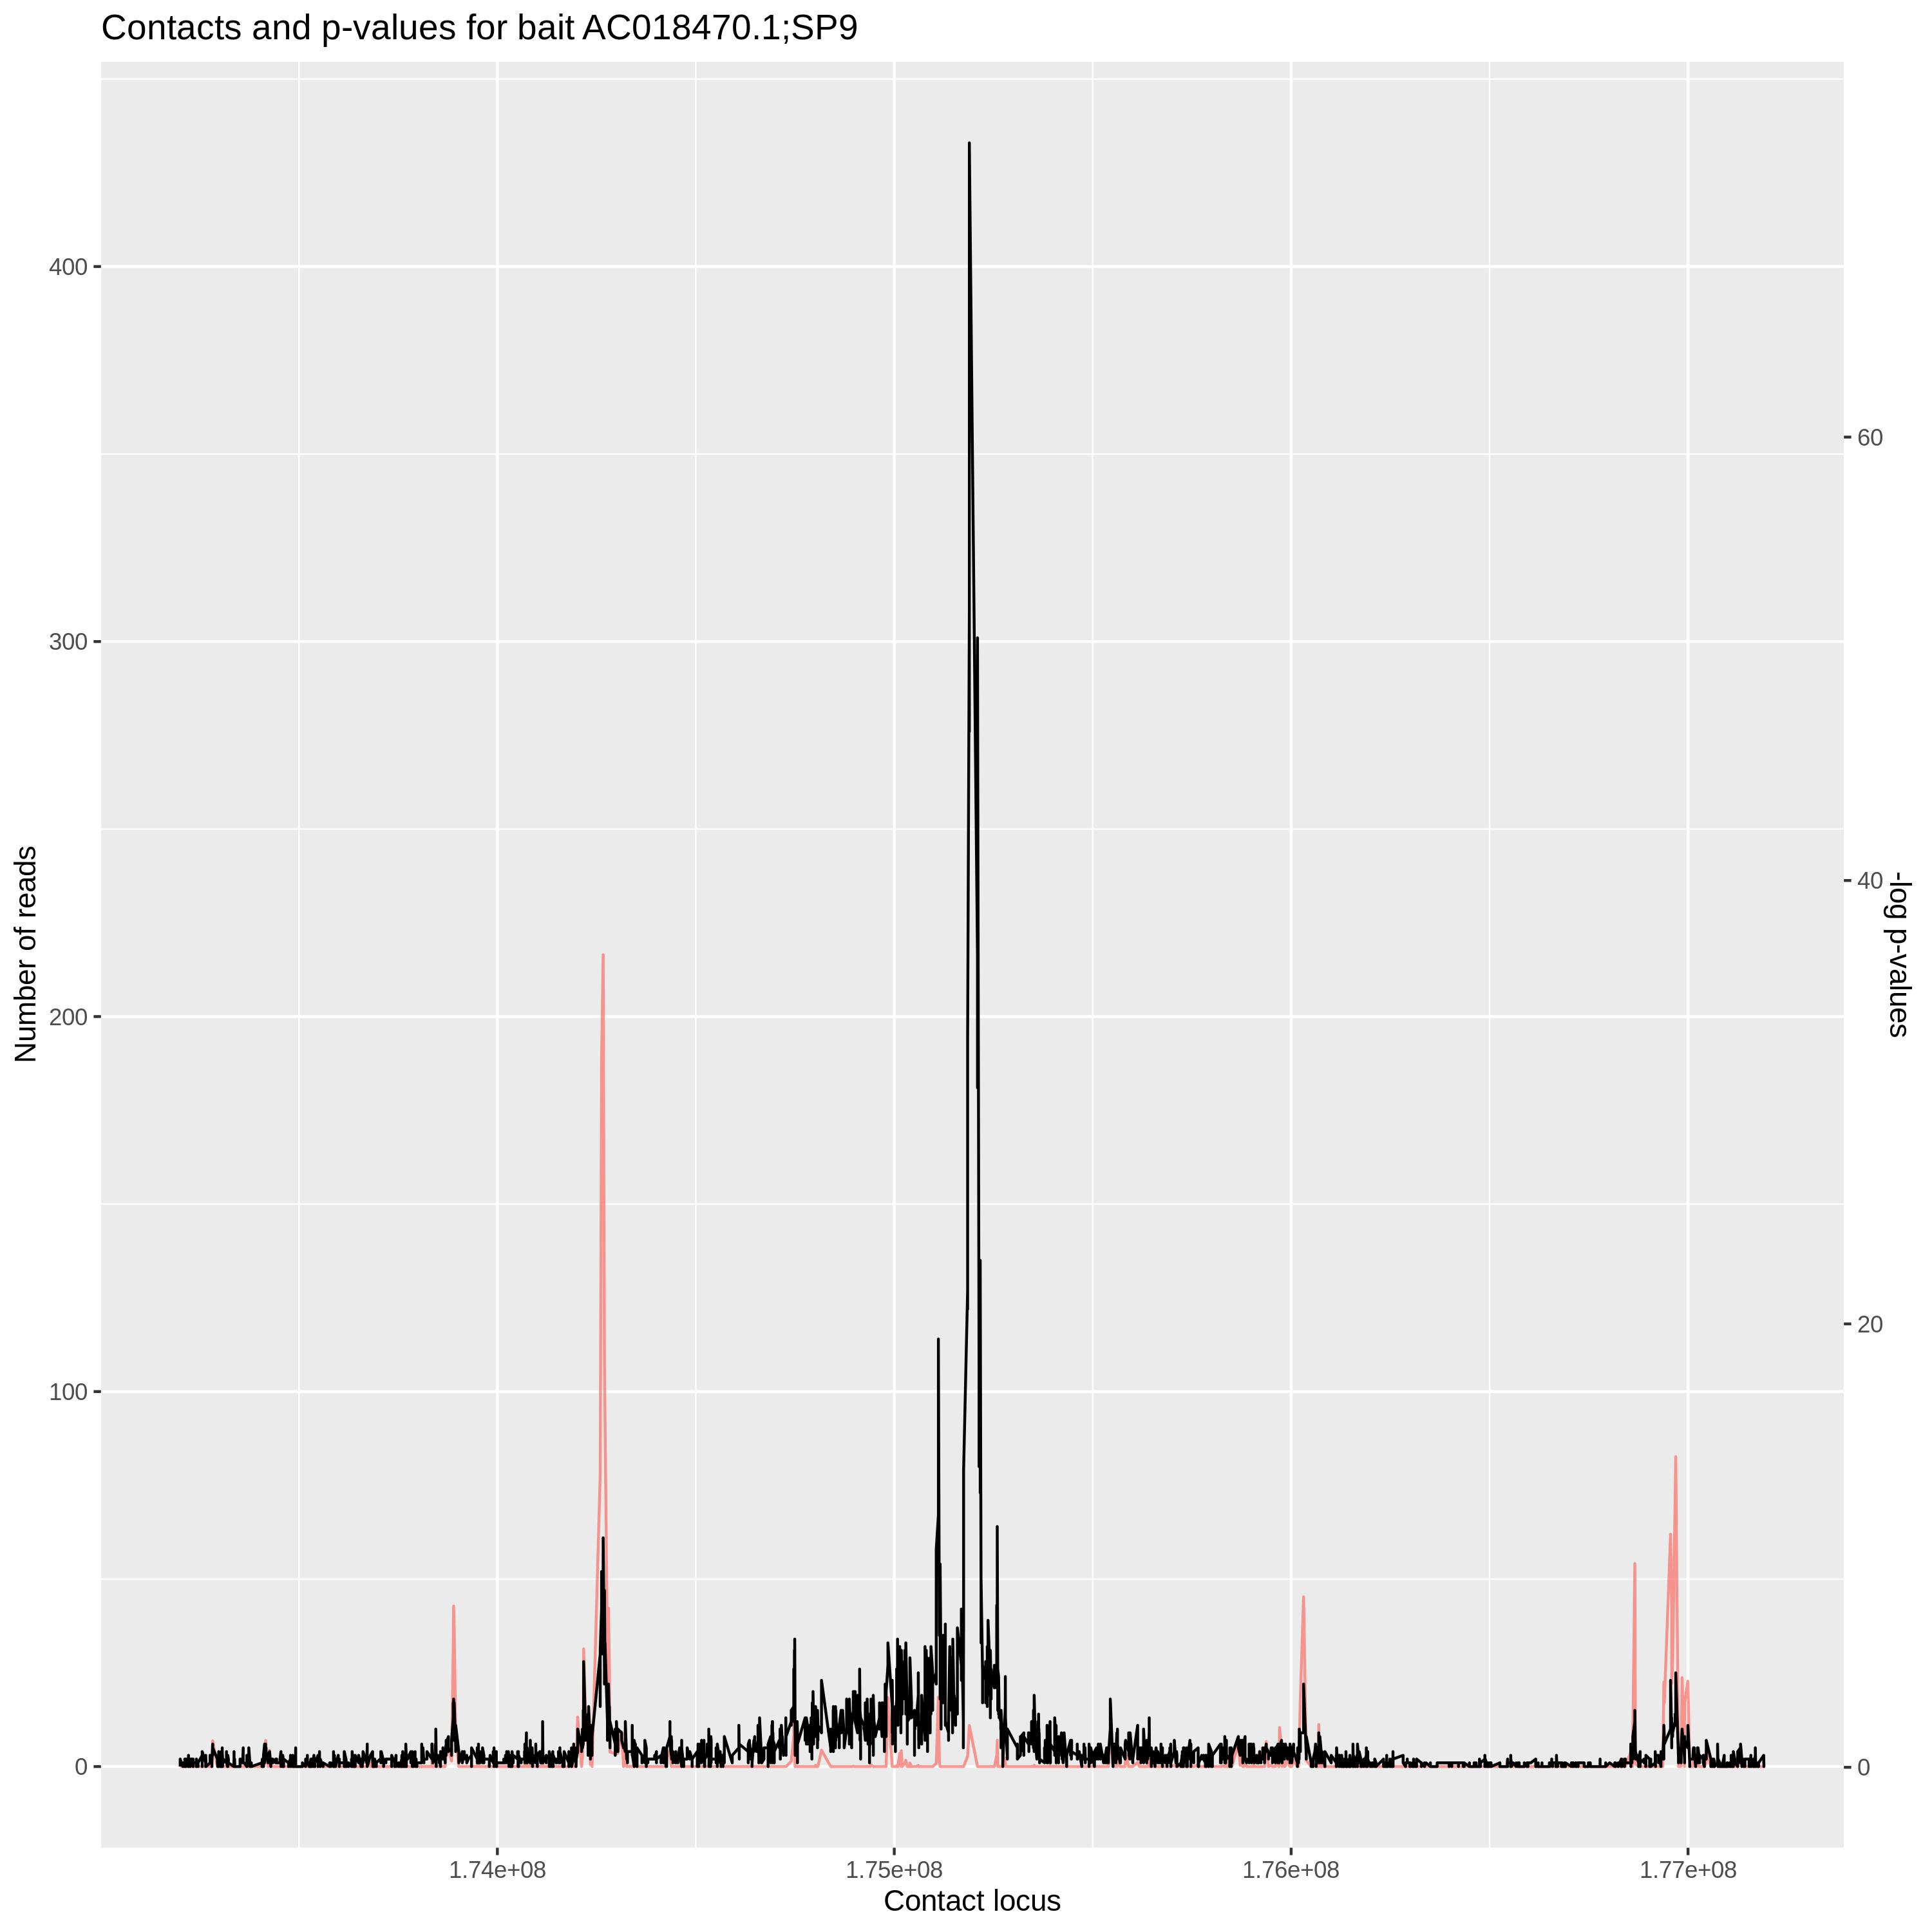 Contacts and p-values for bait AC018470.1;SP9
400
300
200
100
0
Number of reads
60
40
20
0
-log p-values
1.74e+08
1.75e+08
1.76e+08
1.77e+08
Contact locus